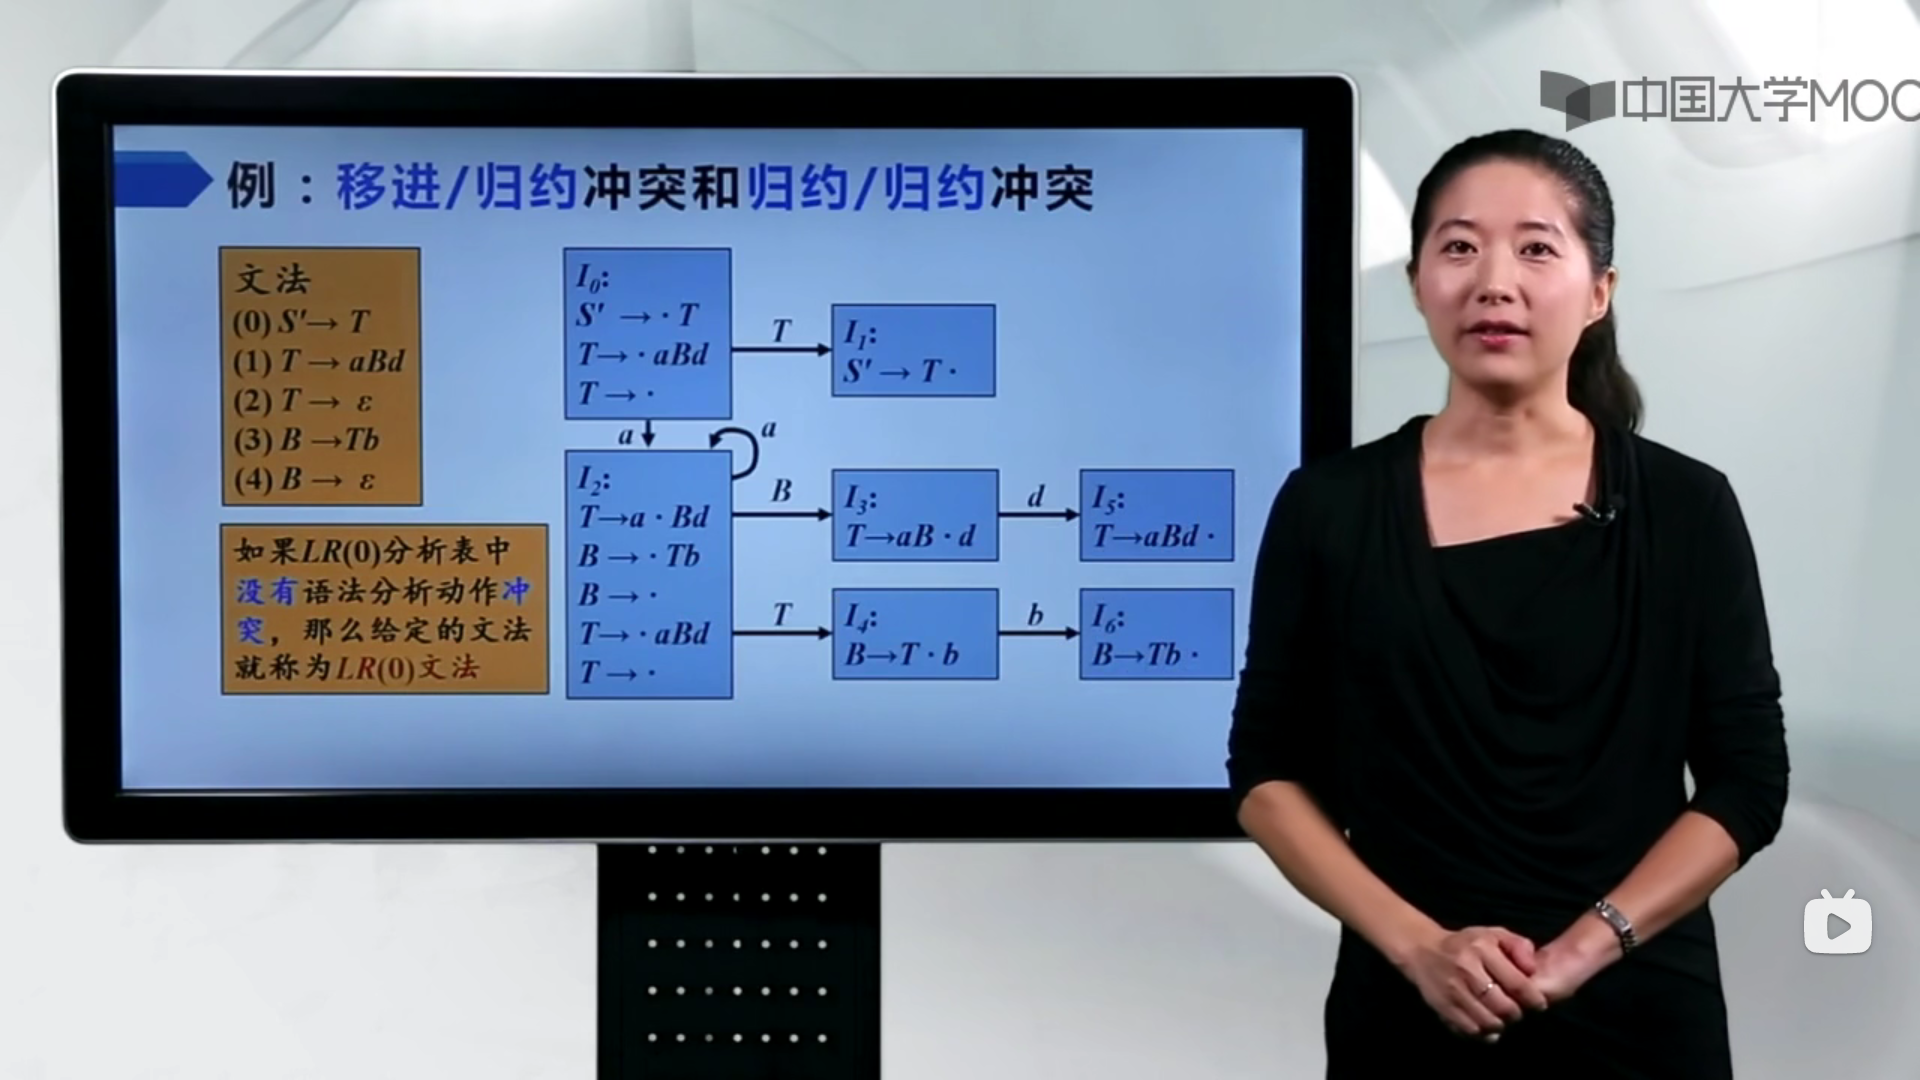 中国大学MOO
例：移进/归约冲突和归约/归约冲突
文法
(0) S'→ T
(1) T → aBd
(2) T → ε
(3) B →Tb
(4) B → ε
如果LR(0)分析表中
没有语法分析动作冲
突，那么给定的文法
就称为LR(0)文法
I0:
S' → · T
T→ · aBd
T → ·
T
I1:
S' → T ·
a
a
I2:
T→a · Bd
B → · Tb
B → ·
T→ · aBd
T → ·
B
I3:
T→aB · d
d
I5:
T→aBd ·
T
I4:
B→T · b
b
I6:
B→Tb ·